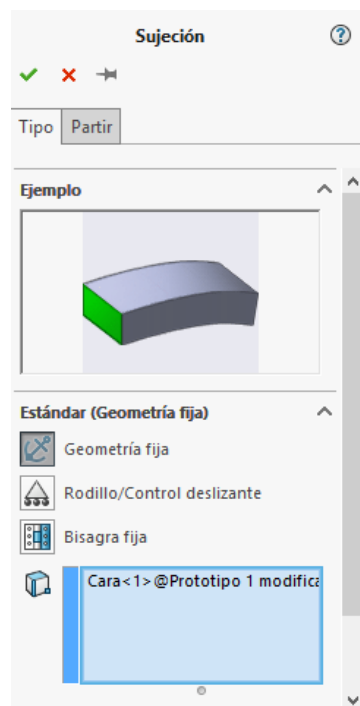 Sujeción
Tipo Partir
Ejemplo
Estándar (Geometría fija)
Geometría fija
Rodillo/Control deslizante
Bisagra fija
Cara<1>@Prototipo 1 modifica